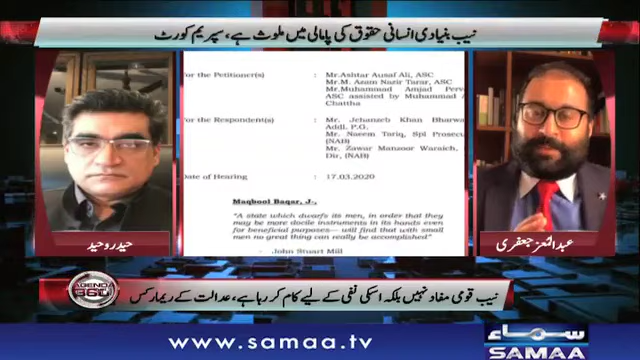 نیب بنیادی انسانی حقوق کی پامالی میں ملوث ہے، سپریم کورٹ
for the Petitioner(s) : Mr.Ashtar Ausaf Ali, ASC
Mr.M. Azam Nazir Tarar, ASC
Mr.Muhammad Amjad Perv
ASC assisted by Muhammad A
Chattha
for the Respondent(s) : Mr. Jehanzeb Khan Bharwa
Addl. P.G.
Mr. Naeem Tariq, Spl Prosecu
(NAB)
Mr. Zawar Manzoor Waraich,
Dir, (NAB)
Date of Hearing : 17.03.2020
Maqbool Baqar, J-,
"A state which dwarfs its men, in order that they
may be more docile instruments in its hands even
for beneficial purposes— will find that with small
men no great thing can really be accomplished"
- John Stuart Mill
حیدر وحید
عبدالمعز جعفری
AGENDA 360
نیب قومی مفاد نہیں بلکہ اسکی نفی کے لیے کام کر رہا ہے، عدالت کے ریمارکس
www.samaa.tv
سماء
SAMAA